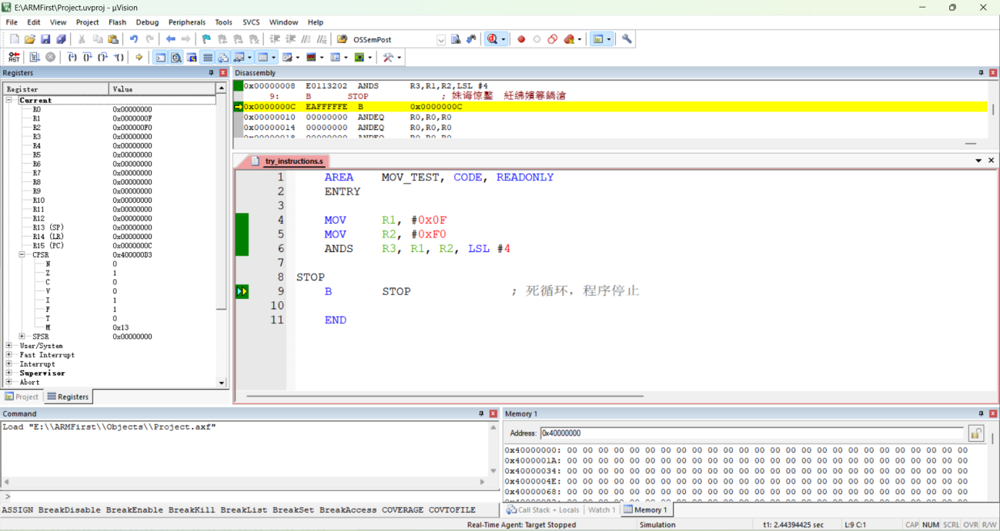 E:\ARMFirst\Project.uvproj - µVision
File Edit View Project Flash Debug Peripherals Tools SVCS Window Help
OSSemPost
RST
Registers
Register Value
Current
R0 0x00000000
R1 0x0000000F
R2 0x000000F0
R3 0x00000000
R4 0x00000000
R5 0x00000000
R6 0x00000000
R7 0x00000000
R8 0x00000000
R9 0x00000000
R10 0x00000000
R11 0x00000000
R12 0x00000000
R13 (SP) 0x00000000
R14 (LR) 0x00000000
R15 (PC) 0x0000000C
CPSR 0x400000D3
N 0
Z 1
C 0
V 0
I 1
F 1
T 0
M 0x13
SPSR 0x00000000
User/System
Fast Interrupt
Interrupt
Supervisor
Abort
Project Registers
Disassembly
0x00000008 E0113202 ANDS R3,R1,R2,LSL #4
9: B STOP ;
0x0000000C EAFFFFFE B 0x0000000C
0x00000010 00000000 ANDEQ R0,R0,R0
0x00000014 00000000 ANDEQ R0,R0,R0
0x00000018 00000000 ANDEQ R0,R0,R0
try_instructions.s
1 AREA MOV_TEST, CODE, READONLY
2 ENTRY
3
4 MOV R1, #0x0F
5 MOV R2, #0xF0
6 ANDS R3, R1, R2, LSL #4
7
8 STOP
9 B STOP ; 死循环，程序停止
10
11 END
Command
Load "E:\\ARMFirst\\Objects\\Project.axf"
>
ASSIGN BreakDisable BreakEnable BreakKill BreakList BreakSet BreakAccess COVERAGE COVTOFILE
Memory 1
Address: 0x40000000
0x40000000: 00 00 00 00 00 00 00 00 00 00 00 00 00 00 00 00 00 00 00 00 00 00 00 00 00 00
0x4000001A: 00 00 00 00 00 00 00 00 00 00 00 00 00 00 00 00 00 00 00 00 00 00 00 00 00 00
0x40000034: 00 00 00 00 00 00 00 00 00 00 00 00 00 00 00 00 00 00 00 00 00 00 00 00 00 00
0x4000004E: 00 00 00 00 00 00 00 00 00 00 00 00 00 00 00 00 00 00 00 00 00 00 00 00 00 00
0x40000068: 00 00 00 00 00 00 00 00 00 00 00 00 00 00 00 00 00 00 00 00 00 00 00 00 00 00
Call Stack + Locals Watch 1 Memory 1
Real-Time Agent: Target Stopped Simulation t1: 2.44394425 sec L:9 C:1 CAP NUM SCRL OVR R/W